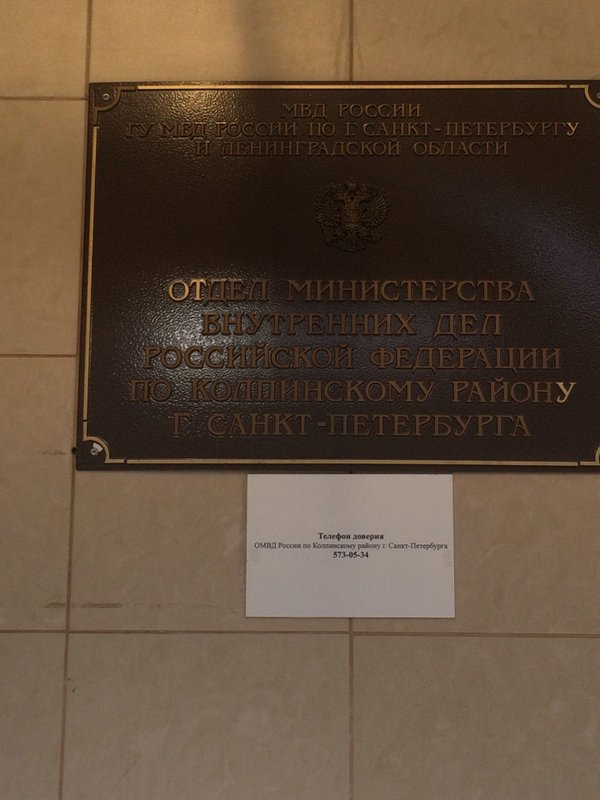 МВД РОССИИ
ГУ МВД РОССИИ ПО Г. САНКТ-ПЕТЕРБУРГУ
И ЛЕНИНГРАДСКОЙ ОБЛАСТИ
ОТДЕЛ МИНИСТЕРСТВА
ВНУТРЕННИХ ДЕЛ
РОССИЙСКОЙ ФЕДЕРАЦИИ
ПО КОЛПИНСКОМУ РАЙОНУ
Г. САНКТ-ПЕТЕРБУРГА
Телефон доверия
ОМВД России по Колпинскому району г. Санкт-Петербурга
573-05-34